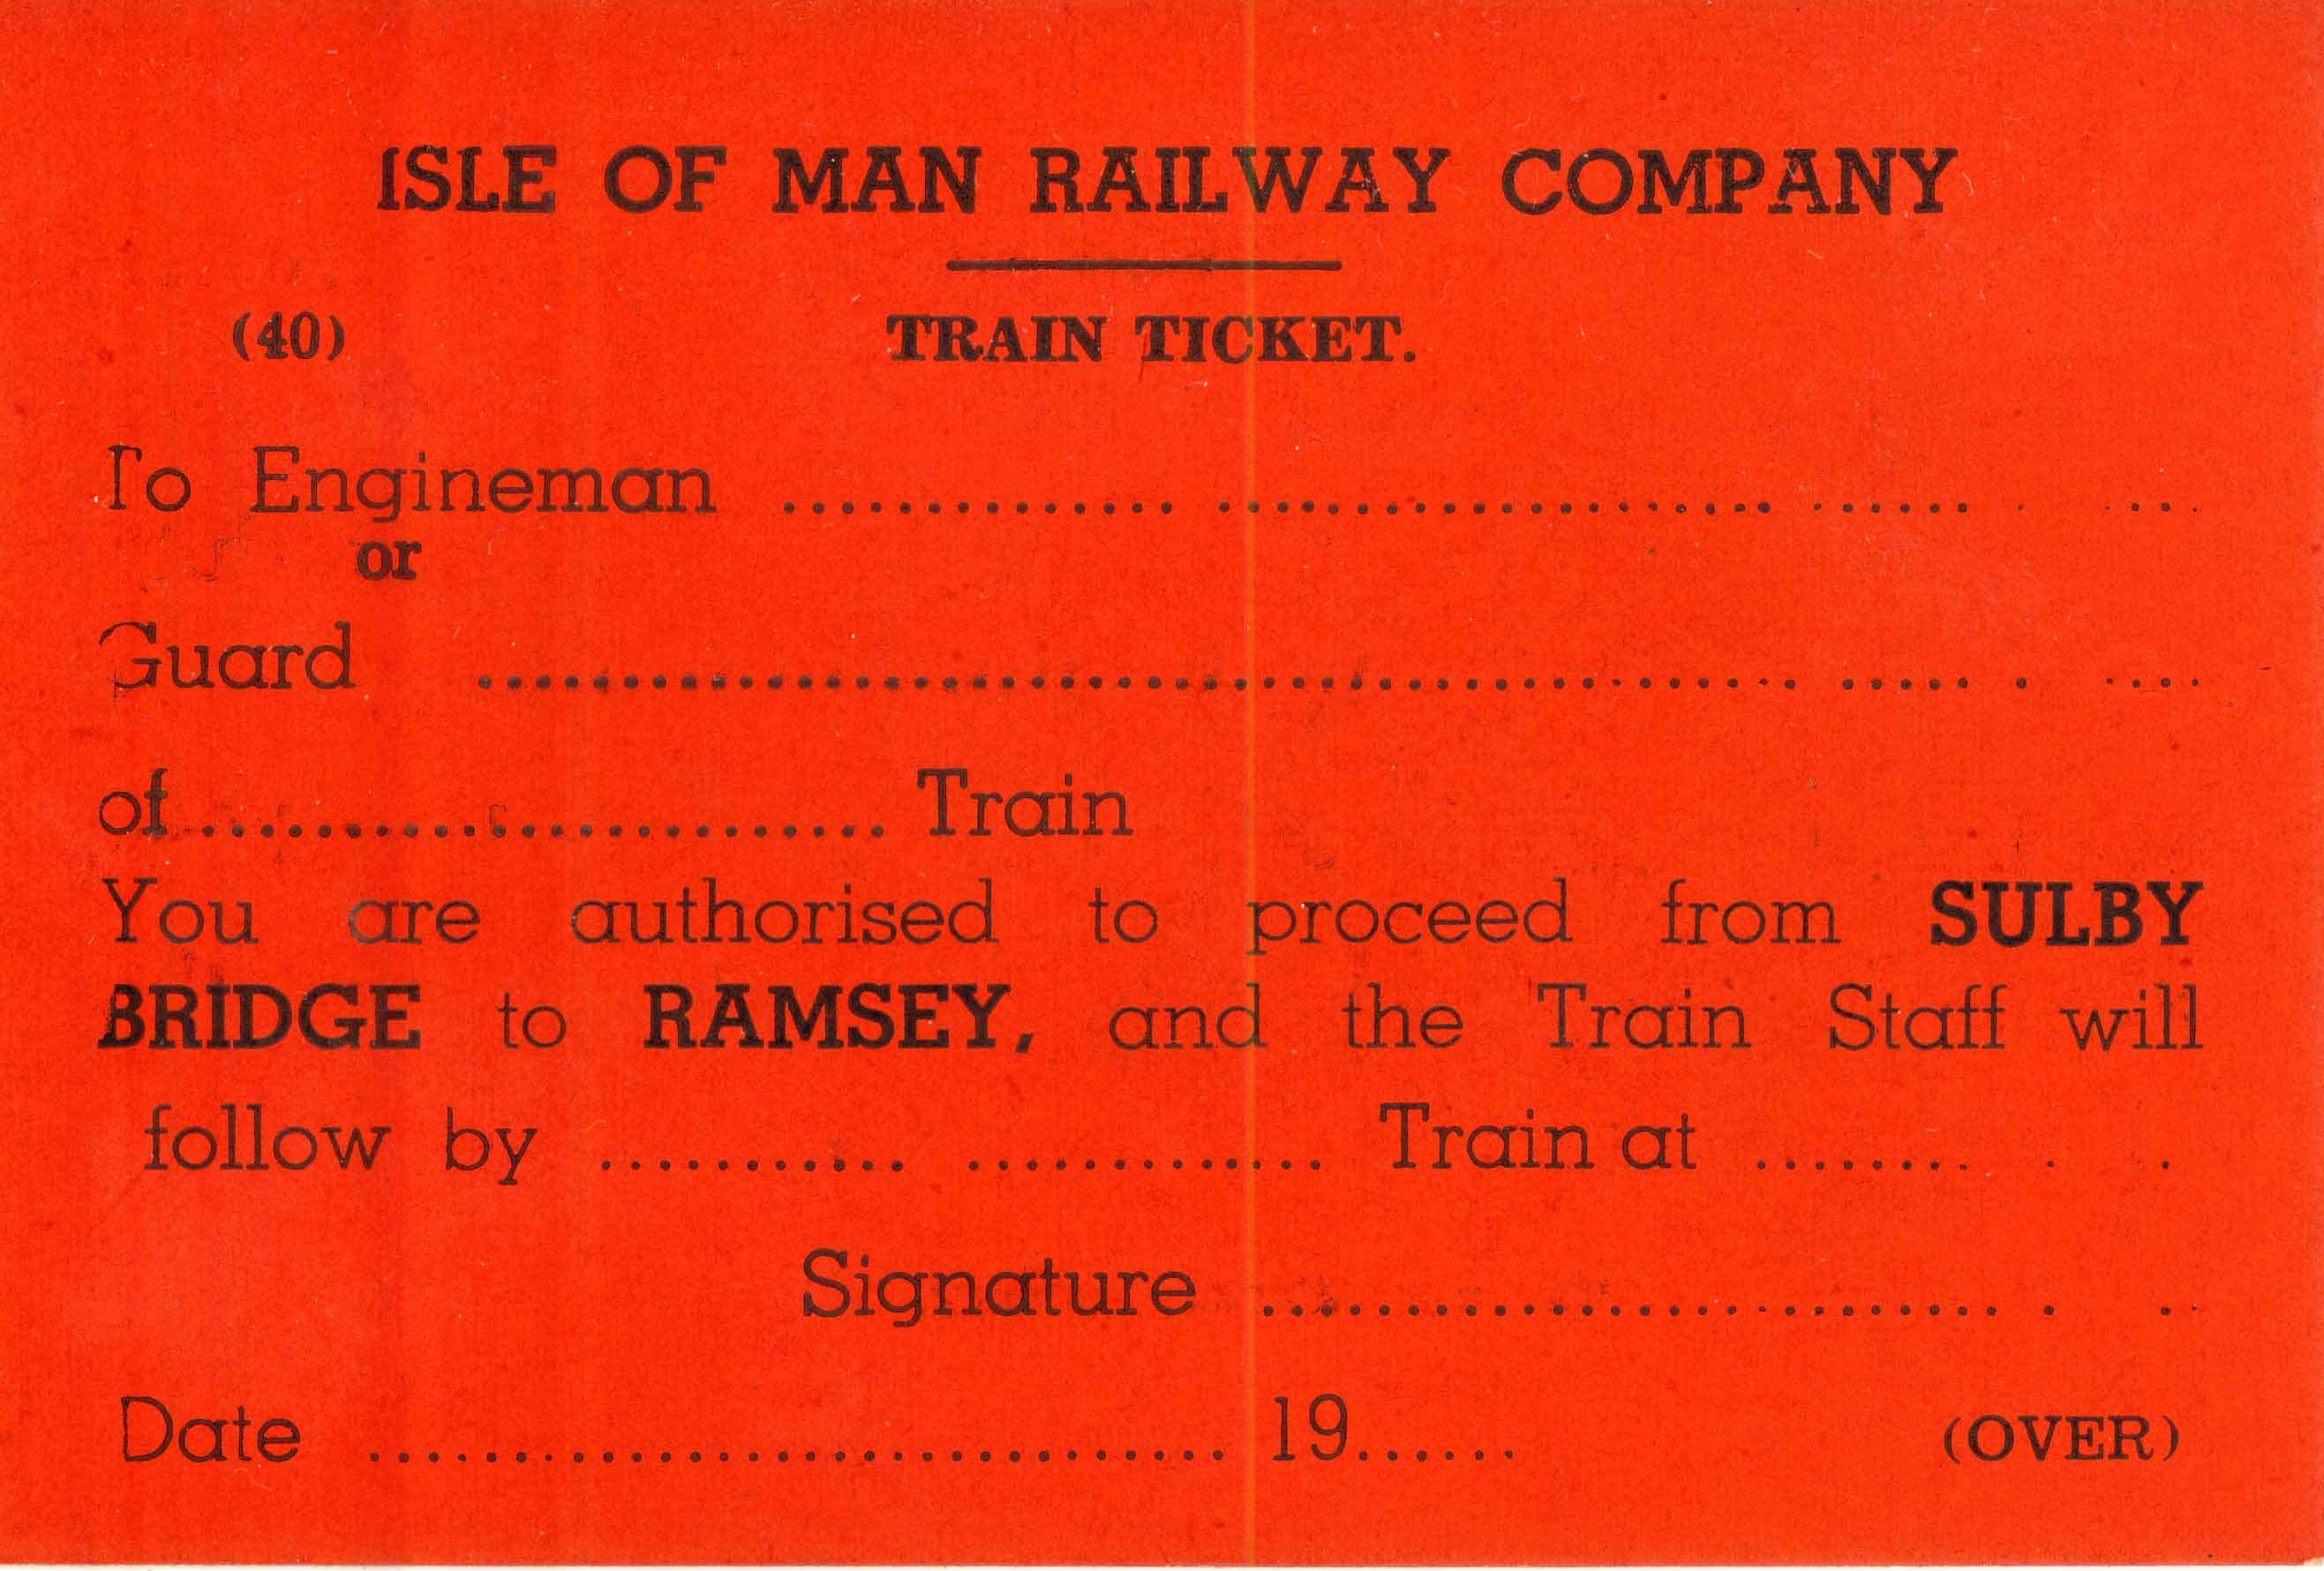 ISLE OF MAN RAILWAY COMPANY
(40) TRAIN TICKET.
To Engineman .............. ............................. ...... . ....
or
Guard .............................................................. ..... . ....
of........................ Train
You are authorised to proceed from SULBY
BRIDGE to RAMSEY, and the Train Staff will
follow by ........... ............. Train at ........ . .
Signature .......................... . ..
Date .............................. 19......
(OVER)